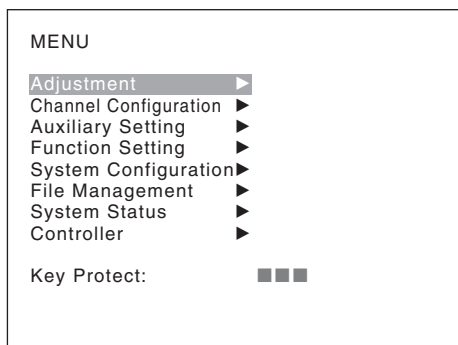 MENU
Adjustment ▶
Channel Configuration ▶
Auxiliary Setting ▶
Function Setting ▶
System Configuration▶
File Management ▶
System Status ▶
Controller ▶
Key Protect: ■■■